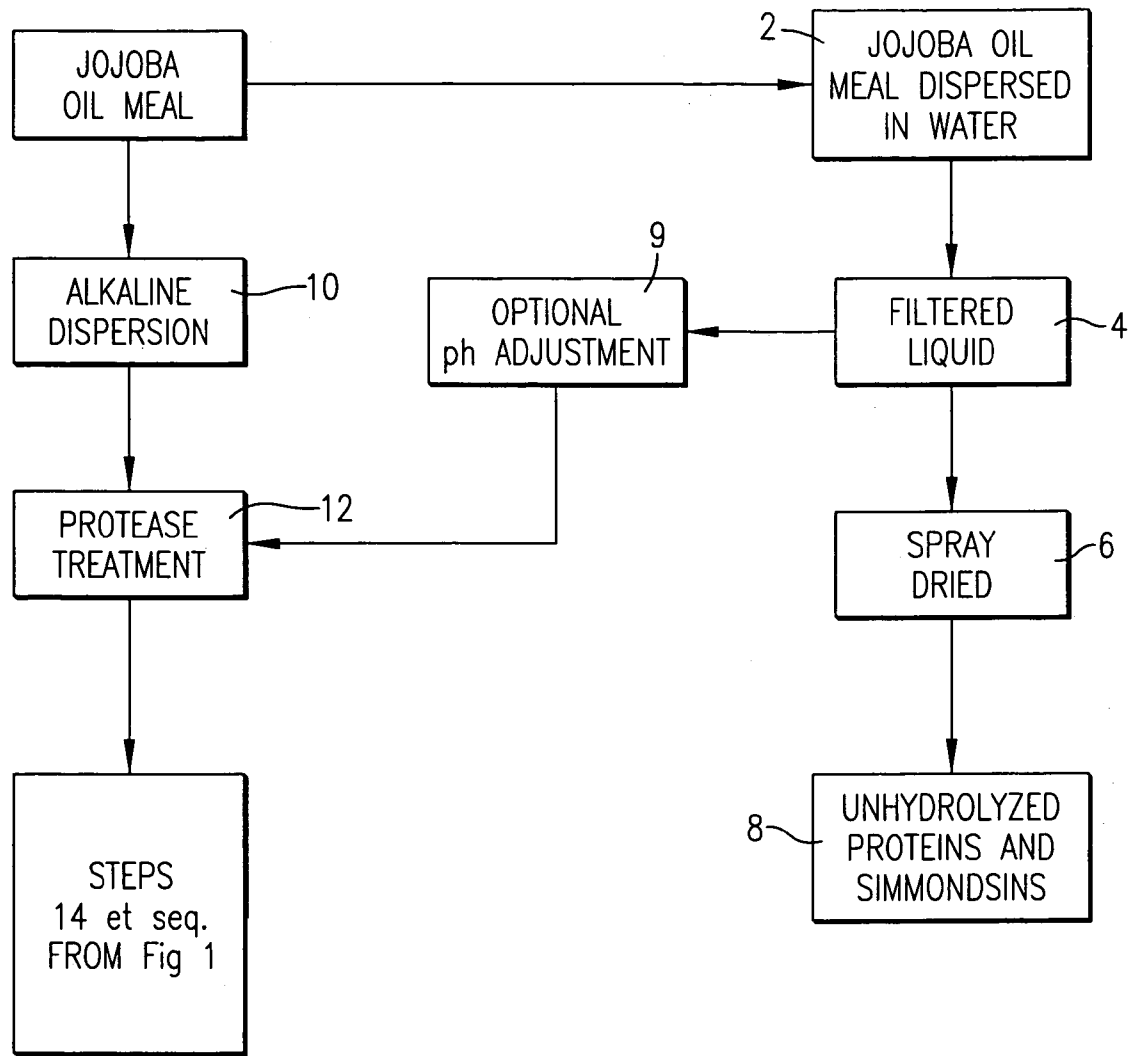 JOJOBA
OIL MEAL
2
JOJOBA OIL
MEAL DISPERSED
IN WATER
ALKALINE
DISPERSION
10
9
OPTIONAL
ph ADJUSTMENT
FILTERED
LIQUID
4
PROTEASE
TREATMENT
12
SPRAY
DRIED
6
STEPS
14 et seq.
FROM Fig 1
8
UNHYDROLYZED
PROTEINS AND
SIMMONDSINS